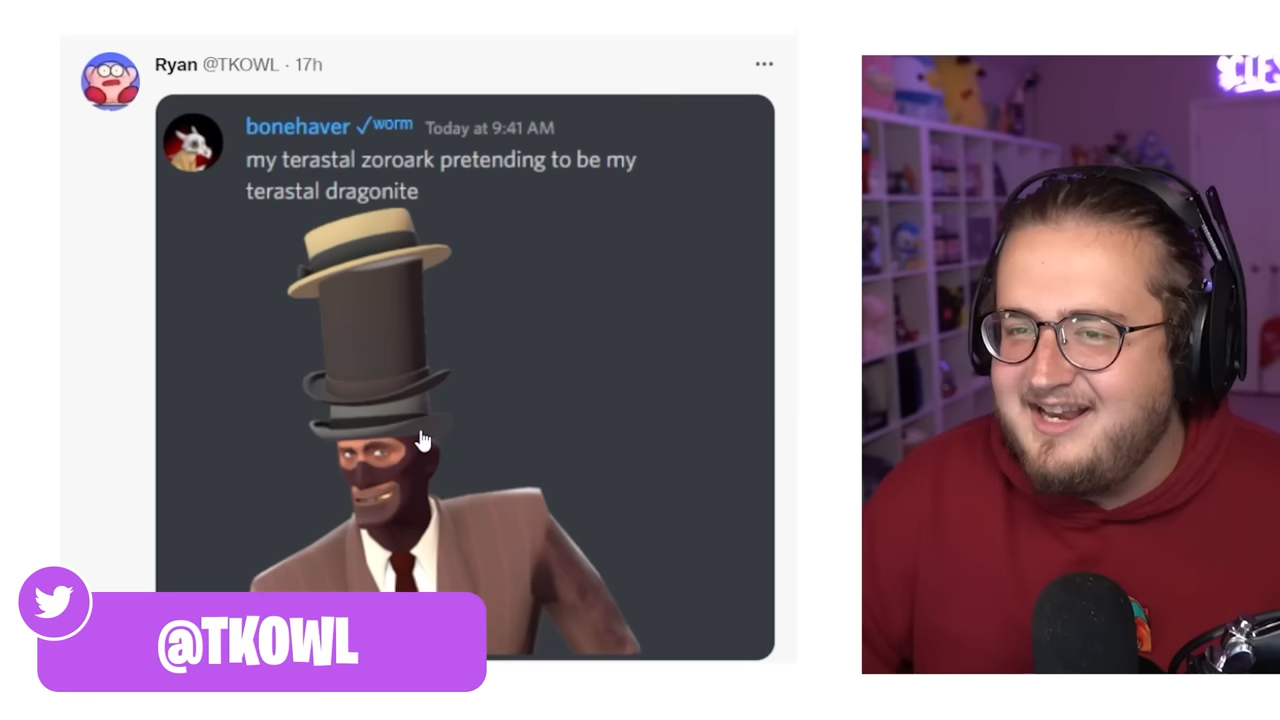 Ryan @TKOWL · 17h
bonehaver ✓worm Today at 9:41 AM
my terastal zoroark pretending to be my
terastal dragonite
@TKOWL